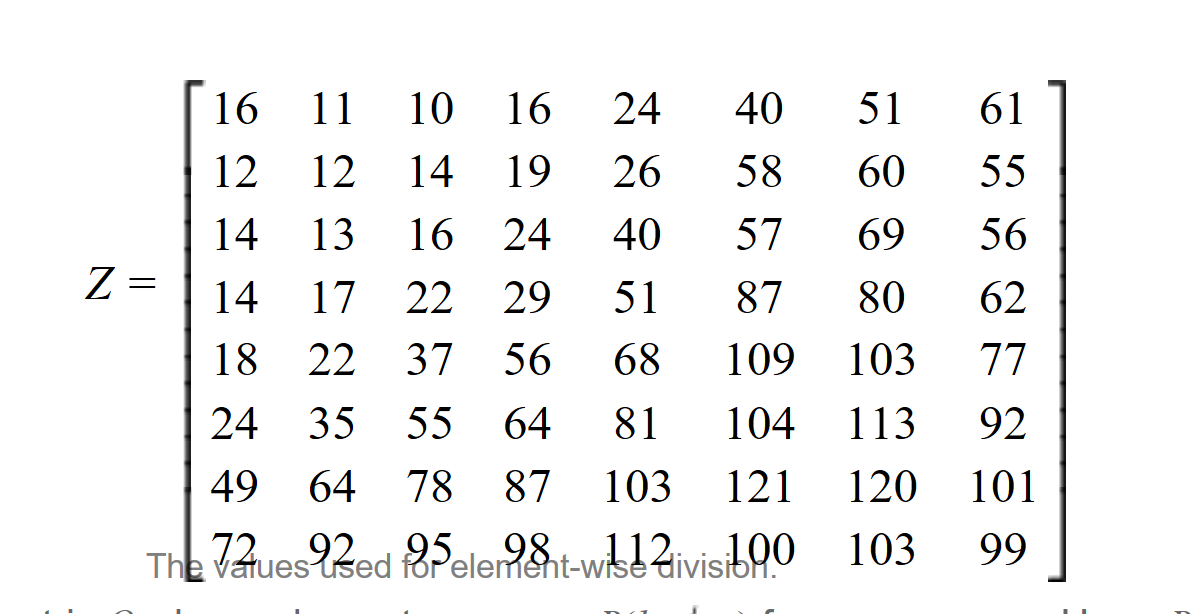 16 11 10 16 24 40 51 61
12 12 14 19 26 58 60 55
14 13 16 24 40 57 69 56
Z =
14 17 22 29 51 87 80 62
18 22 37 56 68 109 103 77
24 35 55 64 81 104 113 92
49 64 78 87 103 121 120 101
72 92 95 98 112 100 103 99
The values used for element-wise division.